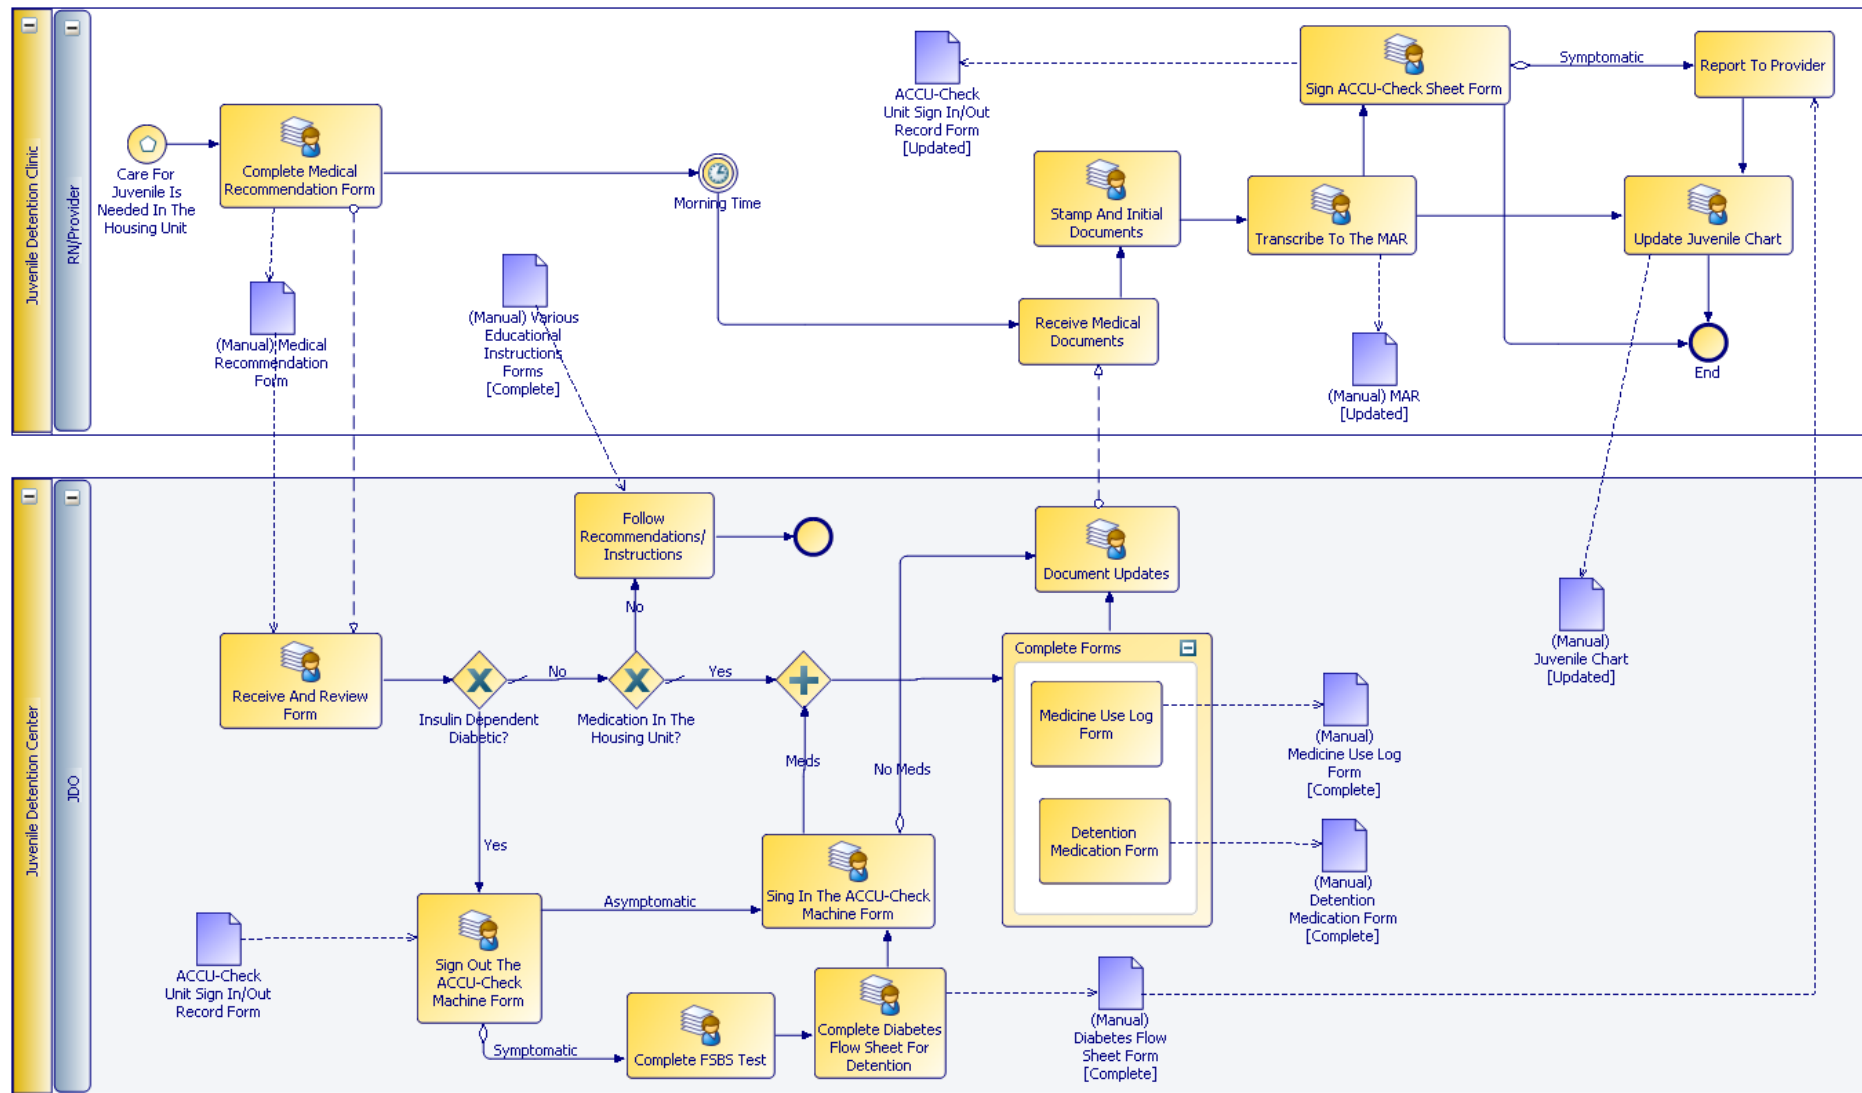 Juvenile Detention Clinic
RN/Provider
Care For
Juvenile Is
Needed In The
Housing Unit
Complete Medical
Recommendation Form
(Manual) Medical
Recommendation
Form
Morning Time
(Manual) Various
Educational
Instructions
Forms
[Complete]
ACCU-Check
Unit Sign In/Out
Record Form
[Updated]
Receive Medical
Documents
Stamp And Initial
Documents
Transcribe To The MAR
(Manual) MAR
[Updated]
Sign ACCU-Check Sheet Form
Symptomatic
Report To Provider
Update Juvenile Chart
End
Juvenile Detention Center
JDO
Receive And Review
Form
Insulin Dependent
Diabetic?
No
Yes
Medication In The
Housing Unit?
No
Yes
Follow
Recommendations/
Instructions
ACCU-Check
Unit Sign In/Out
Record Form
Sign Out The
ACCU-Check
Machine Form
Asymptomatic
Symptomatic
Complete FSBS Test
Complete Diabetes
Flow Sheet For
Detention
(Manual)
Diabetes Flow
Sheet Form
[Complete]
Sing In The ACCU-Check
Machine Form
Meds
No Meds
Document Updates
Complete Forms
Medicine Use Log
Form
Detention
Medication Form
(Manual)
Medicine Use Log
Form
[Complete]
(Manual)
Detention
Medication Form
[Complete]
(Manual)
Juvenile Chart
[Updated]